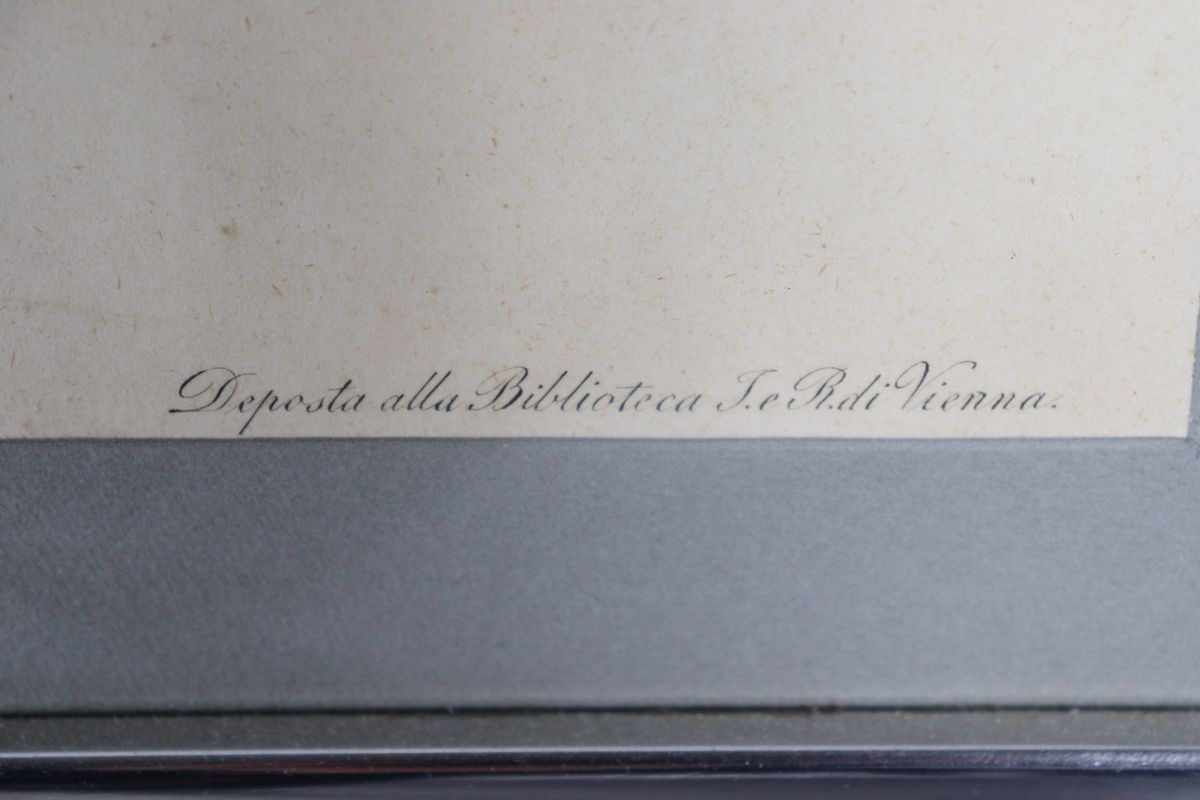 Deposta alla Biblioteca I. e R. di Vienna.